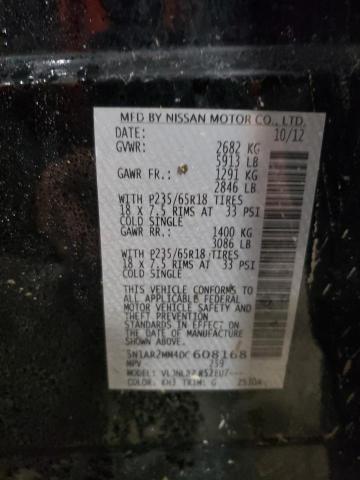 MFD BY NISSAN MOTOR CO., LTD.
DATE: 10/12
GVWR: 2682 KG
5913 LB
GAWR FR.: 1291 KG
2846 LB
WITH P235/65R18 TIRES
18 X 7.5 RIMS AT 33 PSI
COLD SINGLE
GAWR RR.: 1400 KG
3086 LB
WITH P235/65R18 TIRES
18 X 7.5 RIMS AT 33 PSI
COLD SINGLE
THIS VEHICLE CONFORMS TO
ALL APPLICABLE FEDERAL
MOTOR VEHICLE SAFETY AND
THEFT PREVENTION
STANDARDS IN EFFECT ON
THE DATE OF MANUFACTURE
SHOWN ABOVE.
5N1AR2MM4DC608168
MPV 259
MODEL:
COLOR: KH3 TRIM: G